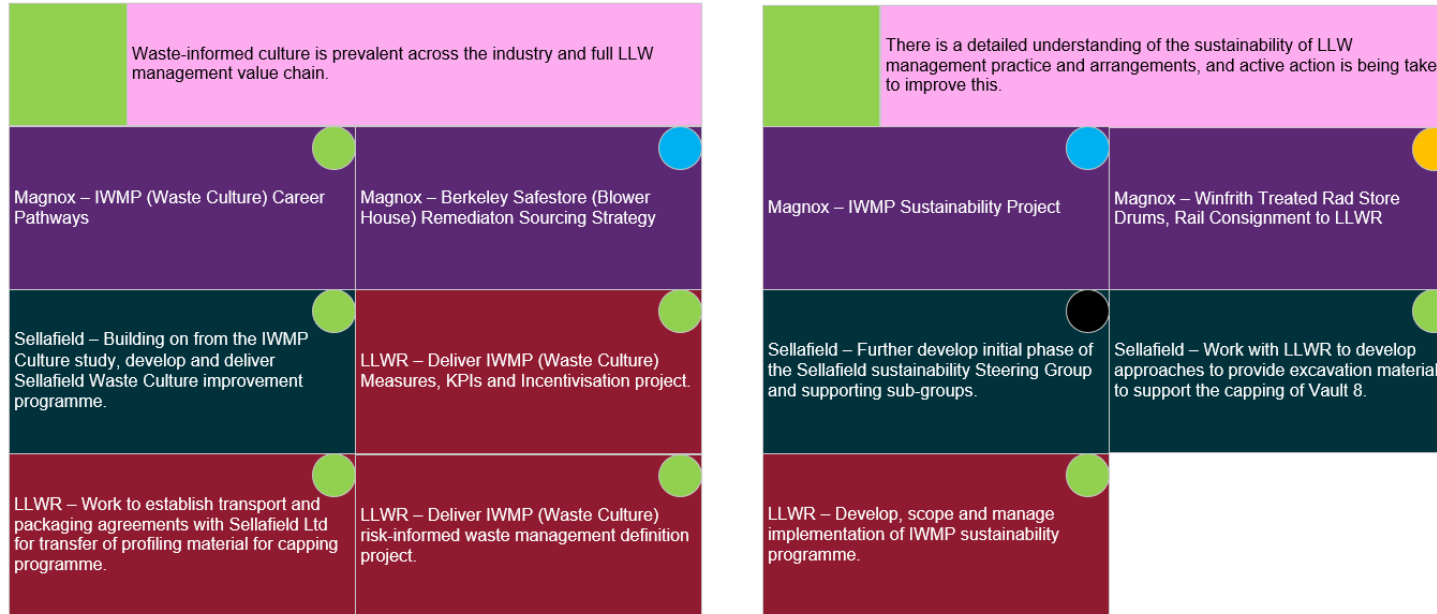 Waste-informed culture is prevalent across the industry and full LLW
management value chain.
Magnox – IWMP (Waste Culture) Career
Pathways
Magnox – Berkeley Safestore (Blower
House) Remediaton Sourcing Strategy
Sellafield – Building on from the IWMP
Culture study, develop and deliver
Sellafield Waste Culture improvement
programme.
LLWR – Deliver IWMP (Waste Culture)
Measures, KPIs and Incentivisation project.
LLWR – Work to establish transport and
packaging agreements with Sellafield Ltd
for transfer of profiling material for capping
programme.
LLWR – Deliver IWMP (Waste Culture)
risk-informed waste management definition
project.
There is a detailed understanding of the sustainability of LLW
management practice and arrangements, and active action is being take
to improve this.
Magnox – IWMP Sustainability Project
Magnox – Winfrith Treated Rad Store
Drums, Rail Consignment to LLWR
Sellafield – Further develop initial phase of
the Sellafield sustainability Steering Group
and supporting sub-groups.
Sellafield – Work with LLWR to develop
approaches to provide excavation material
to support the capping of Vault 8.
LLWR – Develop, scope and manage
implementation of IWMP sustainability
programme.